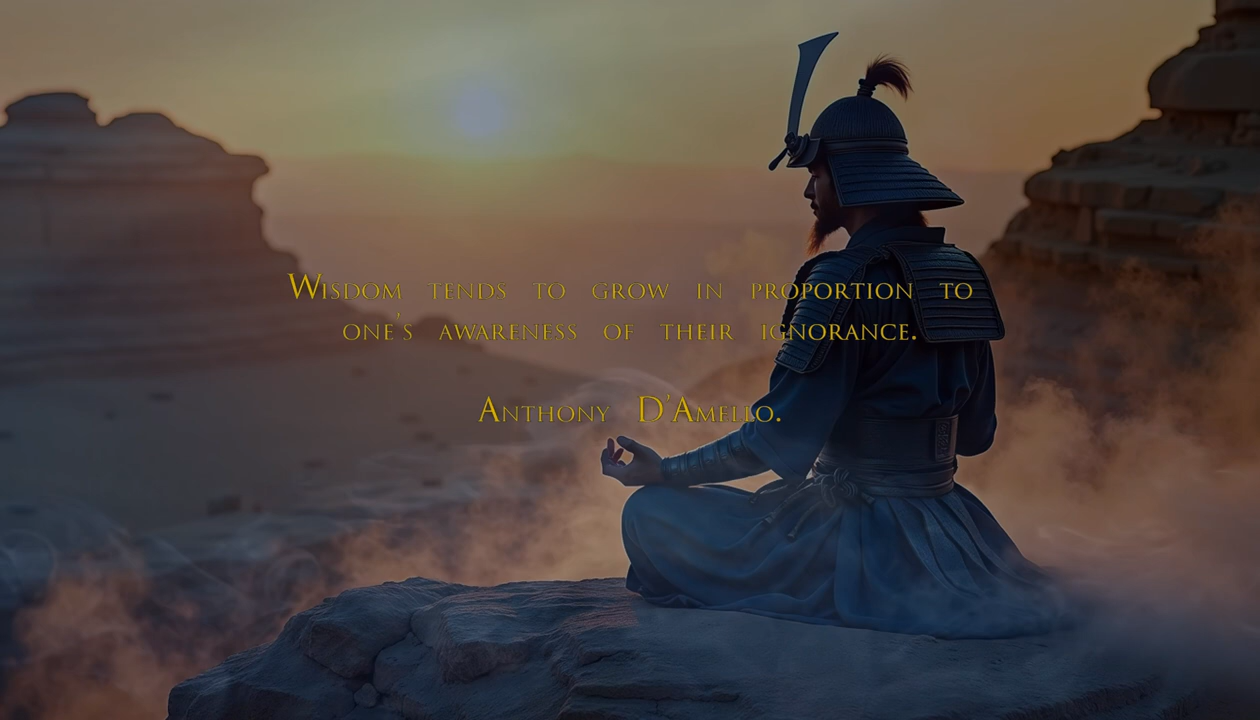 Wisdom tends to grow in proportion to
one's awareness of their ignorance.
Anthony D'Amello.